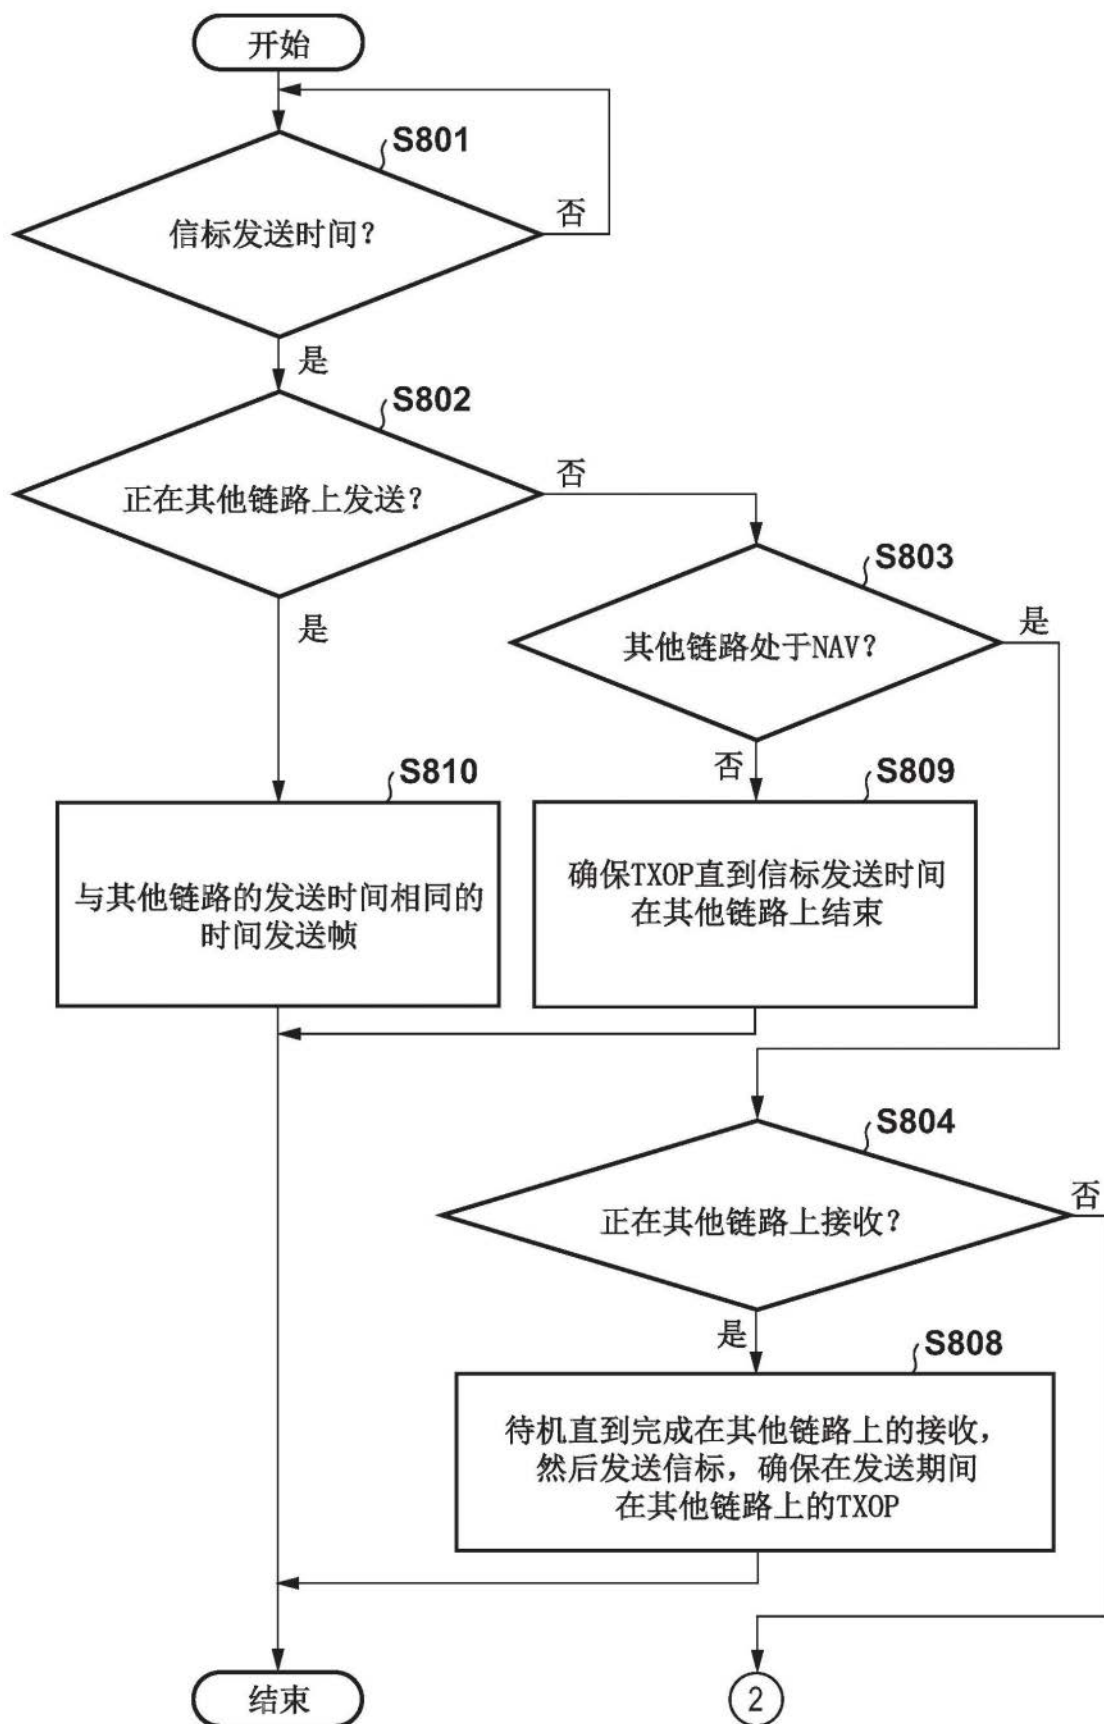 开始
S801
信标发送时间？
否
是
S802
正在其他链路上发送？
否
是
S803
其他链路处于NAV？
是
否
S810
与其他链路的发送时间相同的
时间发送帧
S809
确保TXOP直到信标发送时间
在其他链路上结束
S804
正在其他链路上接收？
否
是
S808
待机直到完成在其他链路上的接收，
然后发送信标，确保在发送期间
在其他链路上的TXOP
结束
2